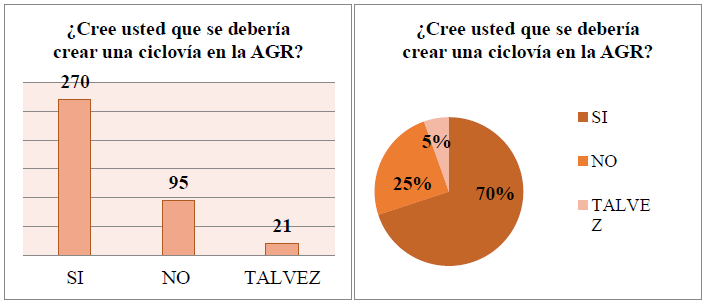 ¿Cree usted que se debería
crear una ciclovía en la AGR?
270
95
21
SI
NO
TALVEZ
¿Cree usted que se debería
crear una ciclovía en la AGR?
5%
25%
70%
SI
NO
TALVE
Z